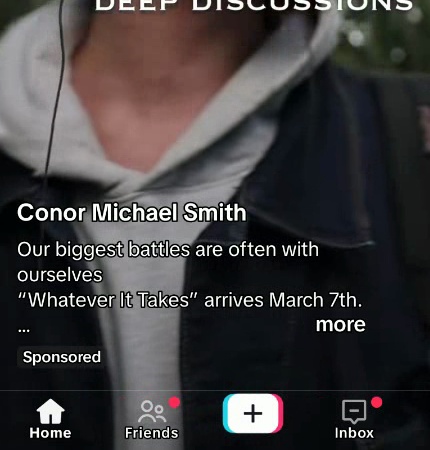 DEEP DISCUSSIONS
Conor Michael Smith
Our biggest battles are often with
ourselves
“Whatever It Takes” arrives March 7th.
... more
Sponsored
Home Friends Inbox